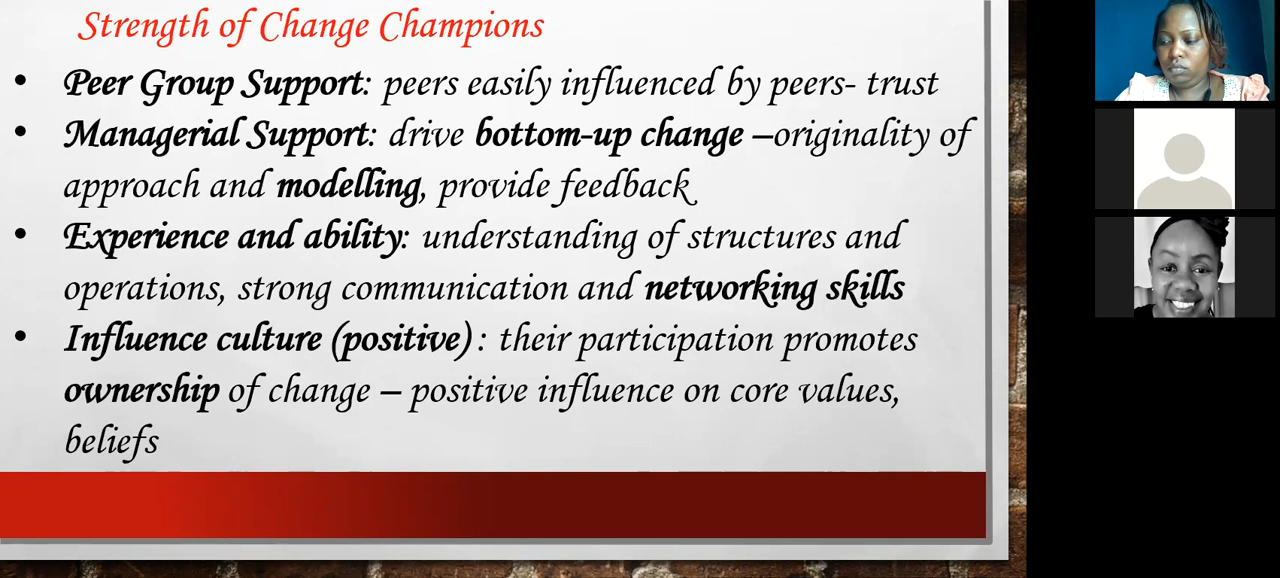 Strength of Change Champions
• Peer Group Support: peers easily influenced by peers- trust
• Managerial Support: drive bottom-up change –originality of
approach and modelling, provide feedback
• Experience and ability: understanding of structures and
operations, strong communication and networking skills
• Influence culture (positive) : their participation promotes
ownership of change – positive influence on core values,
beliefs